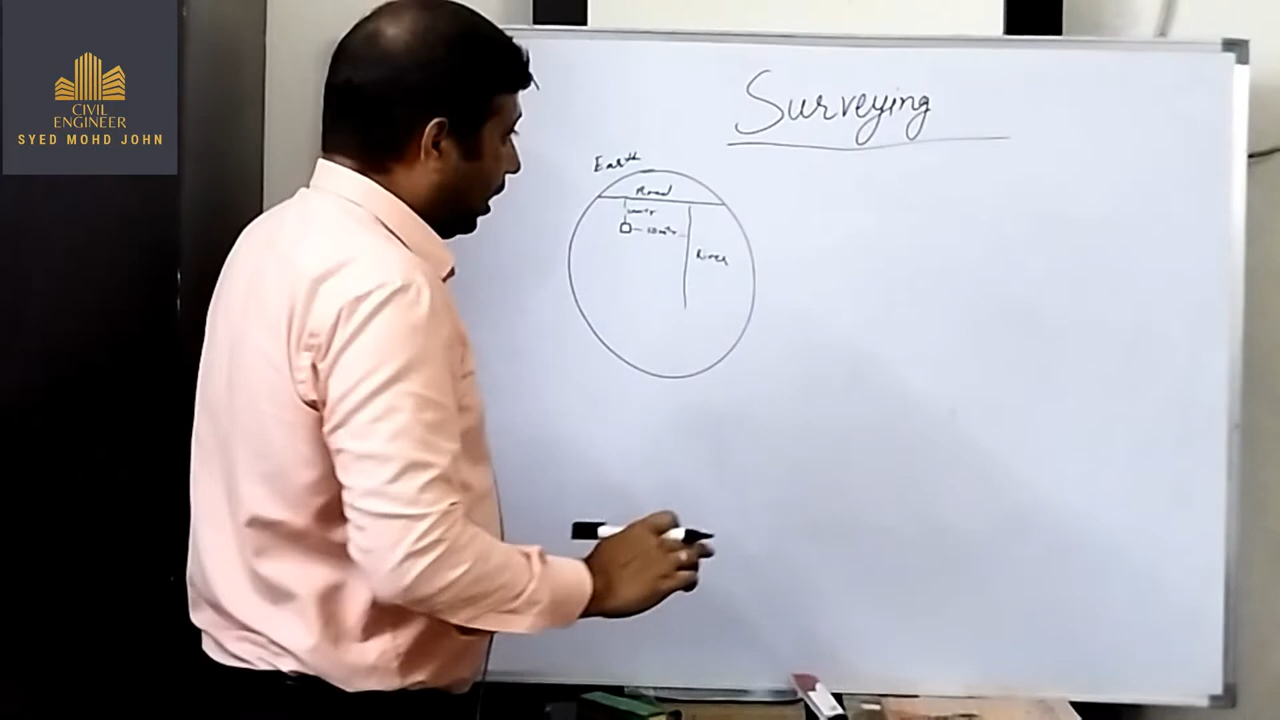 CIVIL
ENGINEER
SYED MOHD JOHN
Surveying
Earth
Road
River